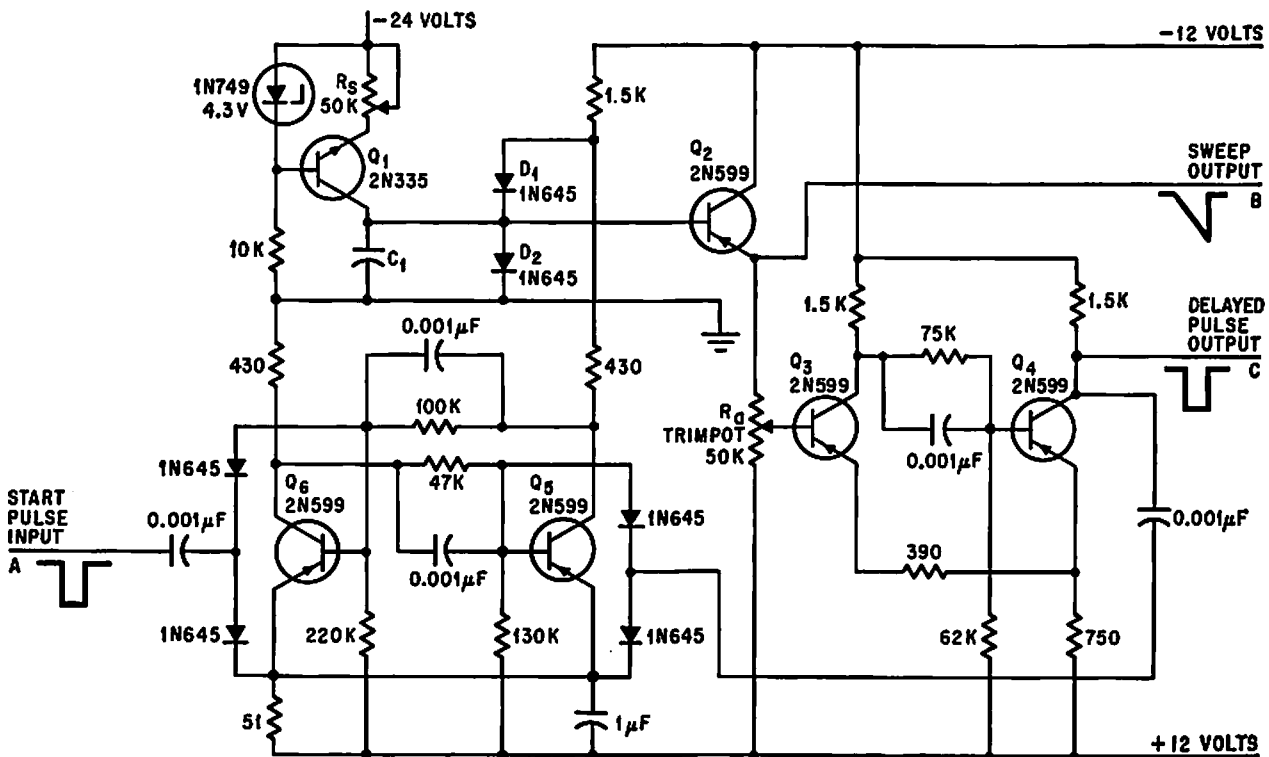 −24 VOLTS
−12 VOLTS
1N749
4.3V
RS
50K
1.5K
Q1
2N335
D1
1N645
Q2
2N599
SWEEP
OUTPUT
B
10K
C1
D2
1N645
0.001µF
430
430
1.5K
1.5K
DELAYED
PULSE
OUTPUT
C
75K
Q3
2N599
Q4
2N599
100K
Rd
TRIMPOT
50K
0.001µF
1N645
47K
START
PULSE
INPUT
A
0.001µF
Q6
2N599
Q5
2N599
1N645
0.001µF
0.001µF
390
1N645
220K
130K
1N645
62K
750
51
1µF
+12 VOLTS